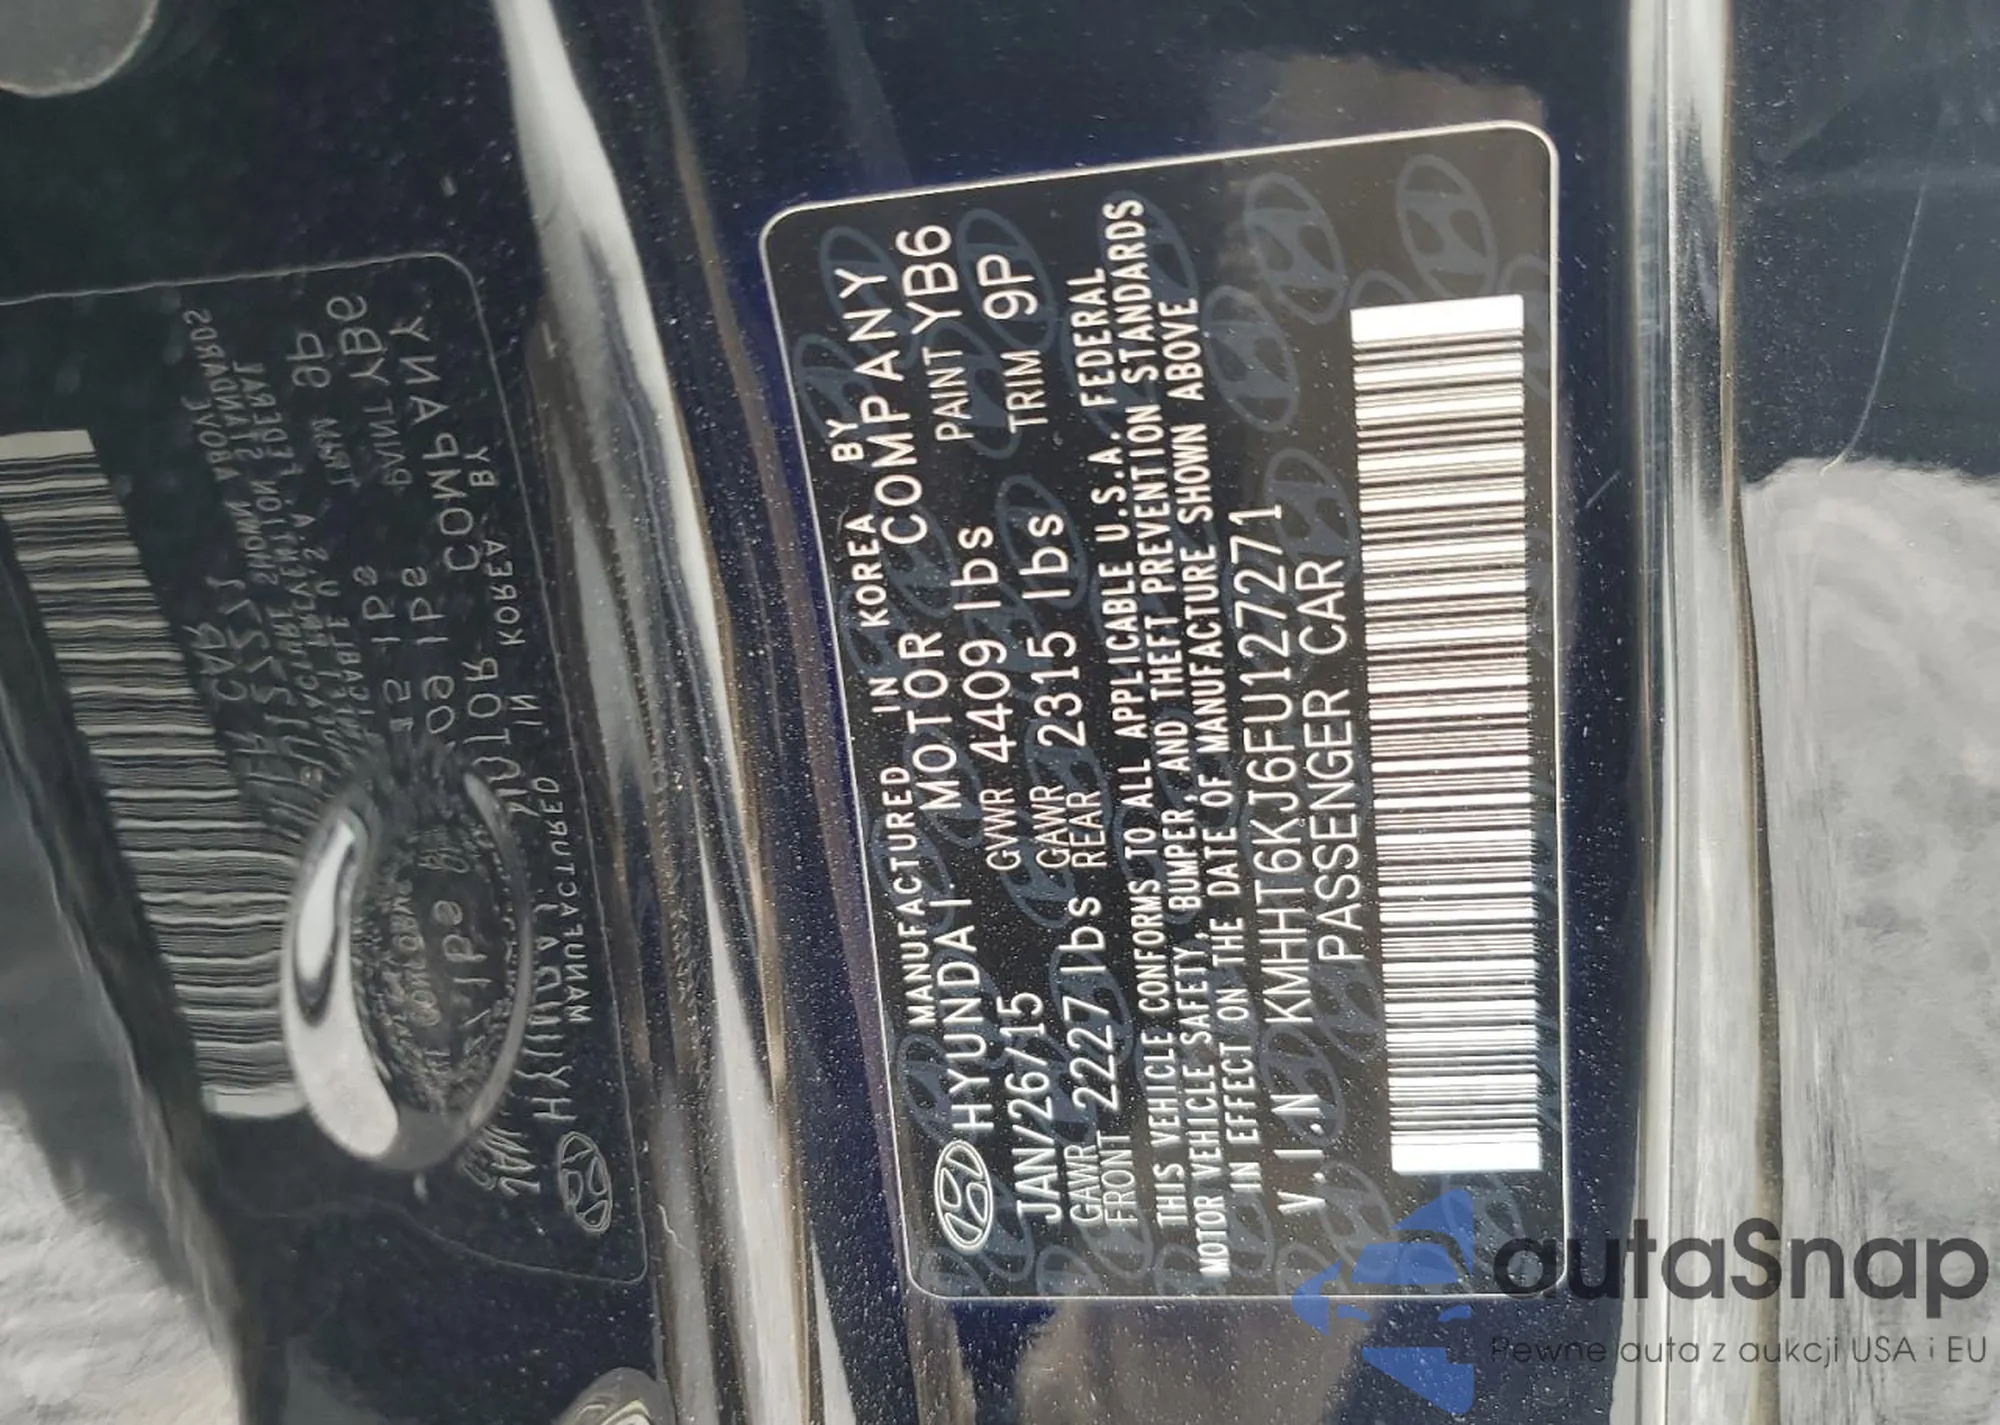 MANUFACTURED IN KOREA BY
HYUNDAI MOTOR COMPANY
JAN/26/15 GVWR 4409 lbs PAINT YB6
GAWR FRONT 2227 lbs GAWR REAR 2315 lbs TRIM 9P
THIS VEHICLE CONFORMS TO ALL APPLICABLE U.S.A. FEDERAL
MOTOR VEHICLE SAFETY, BUMPER, AND THEFT PREVENTION STANDARDS
IN EFFECT ON THE DATE OF MANUFACTURE SHOWN ABOVE
V.I.N KMHHT6KJ6FU127271
PASSENGER CAR
autaSnap
Pewne auta z aukcji USA i EU